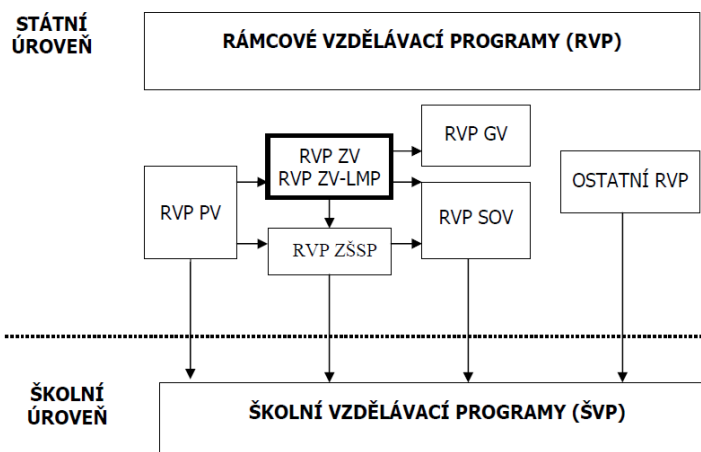 STÁTNÍ
ÚROVEŇ
RÁMCOVÉ VZDĚLÁVACÍ PROGRAMY (RVP)
RVP GV
RVP ZV
RVP ZV-LMP
OSTATNÍ RVP
RVP PV
RVP SOV
RVP ZŠSP
ŠKOLNÍ
ÚROVEŇ
ŠKOLNÍ VZDĚLÁVACÍ PROGRAMY (ŠVP)